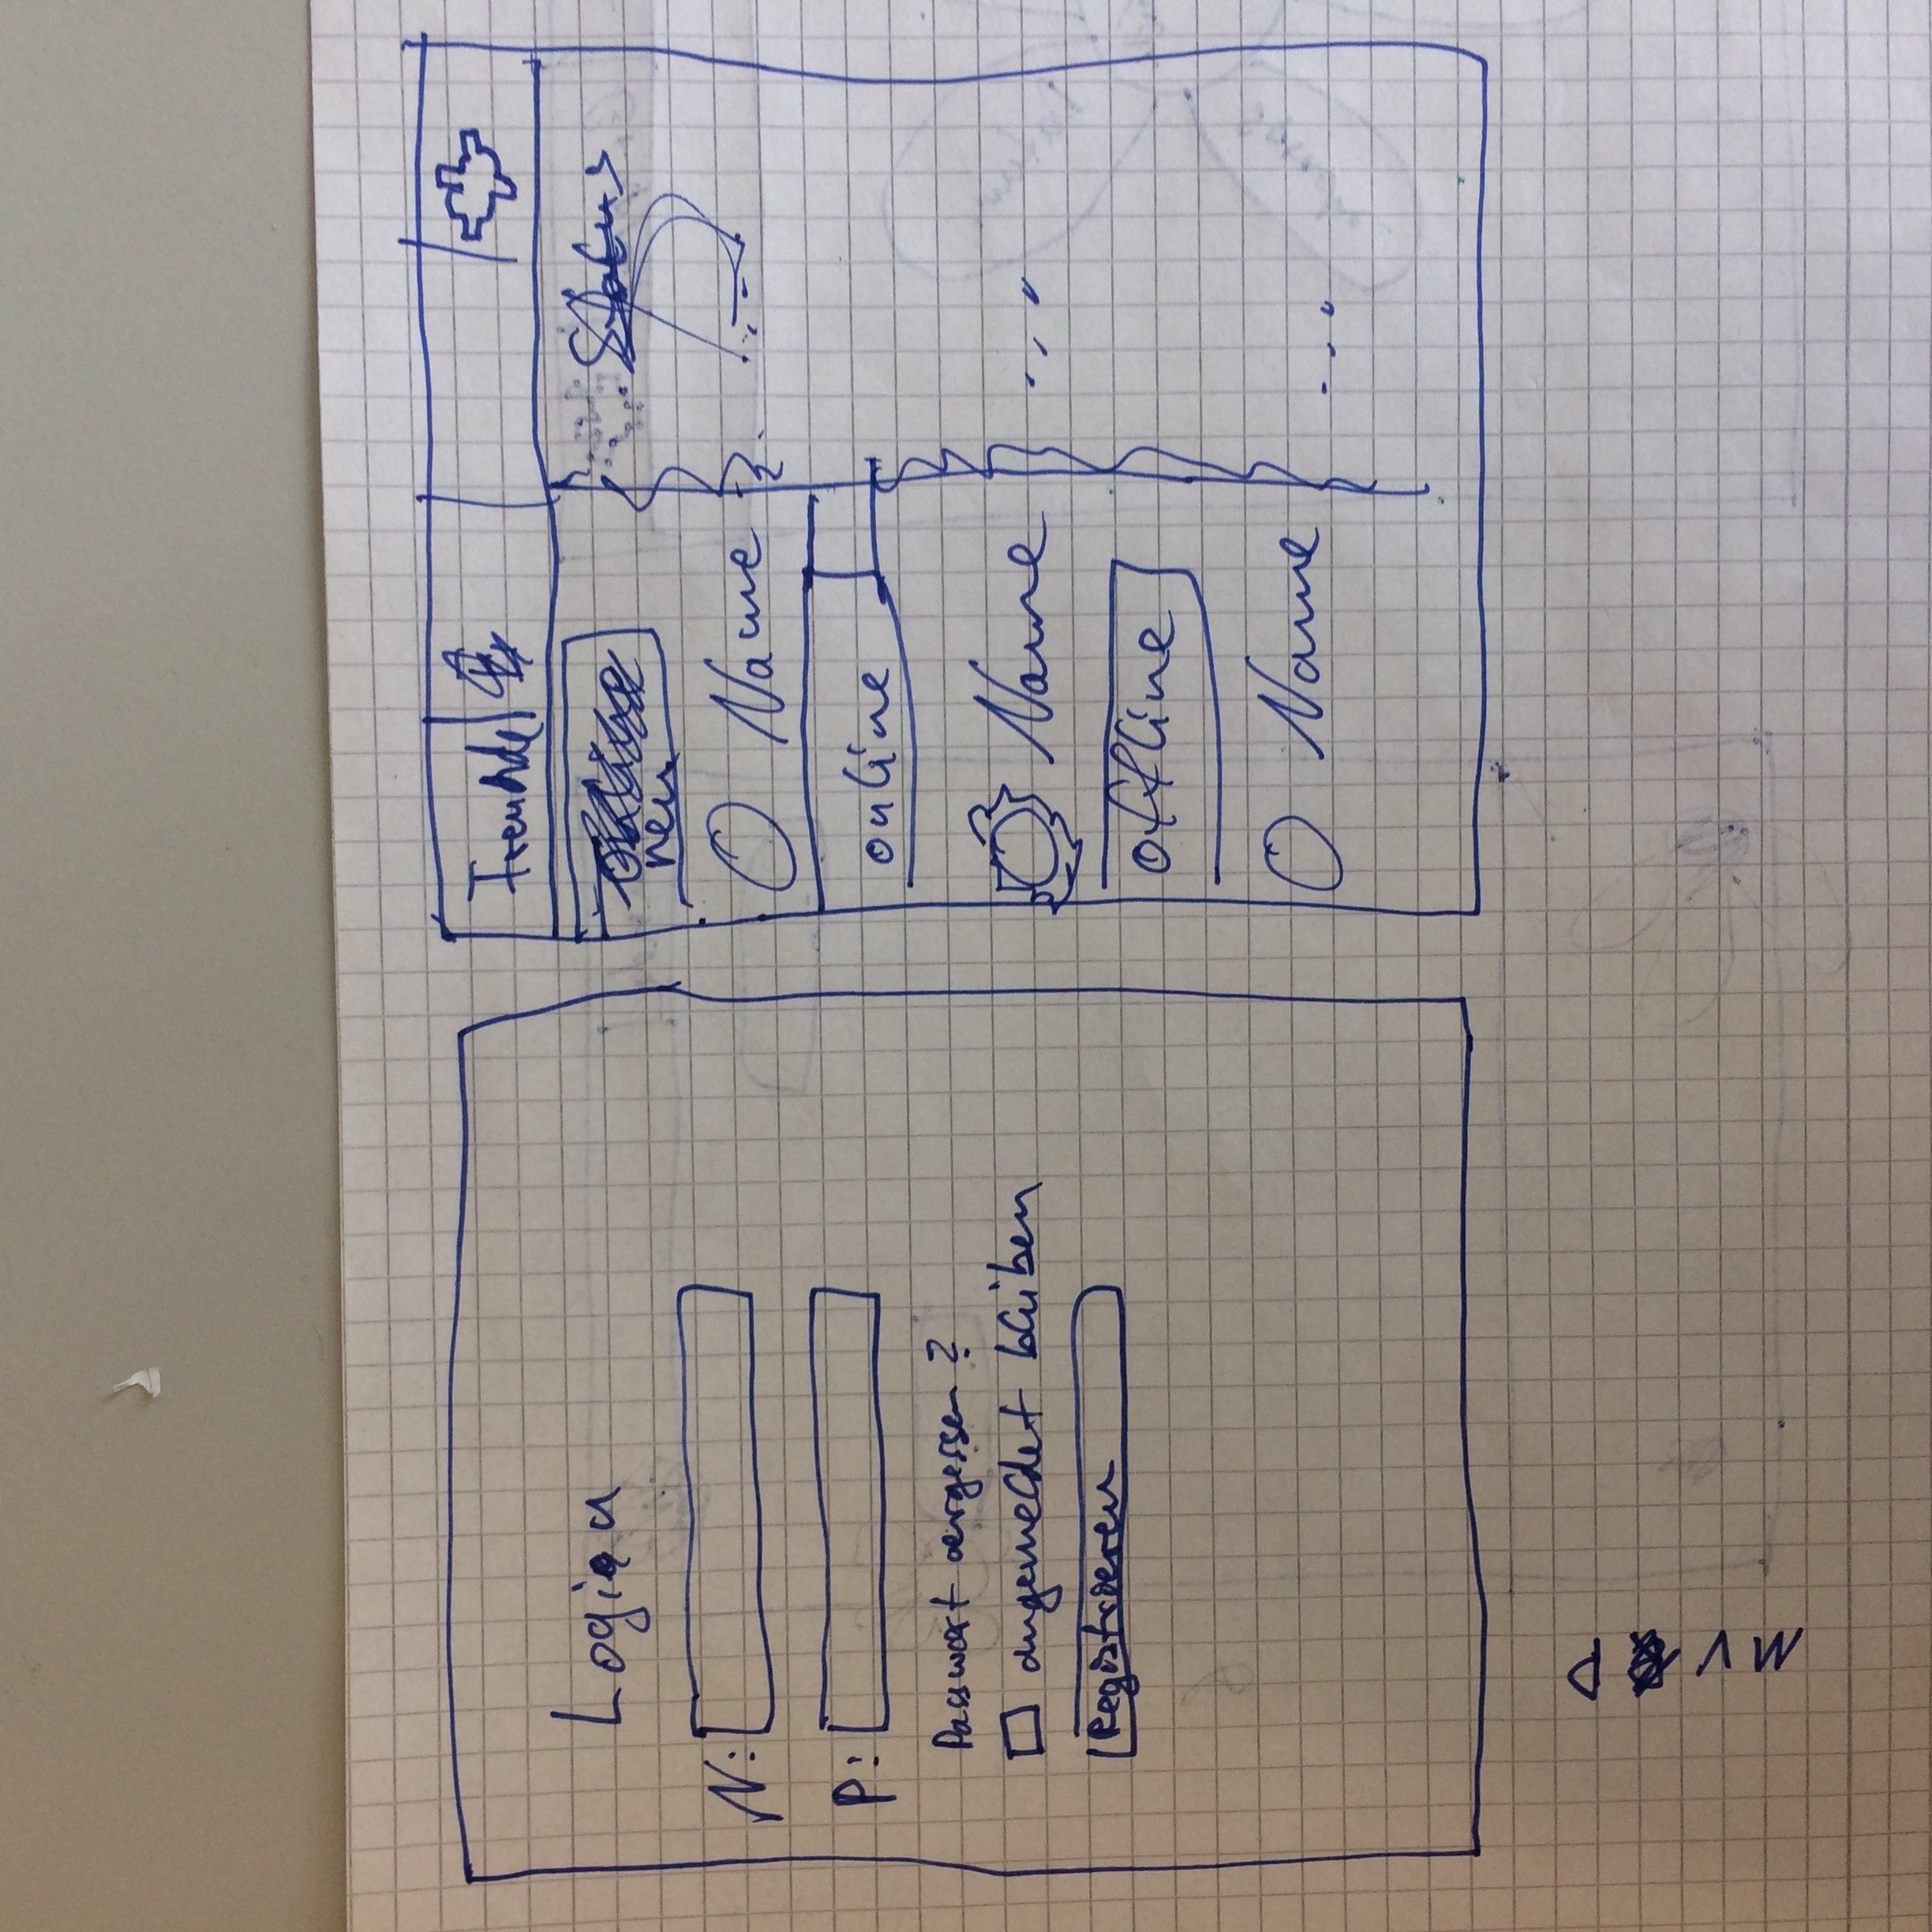 Login
N:
P:
Passwort vergessen?
angemeldet bleiben
Registrieren
Freunde
neu
Name
online
Name
...
offline
Name
...
Status
MVP